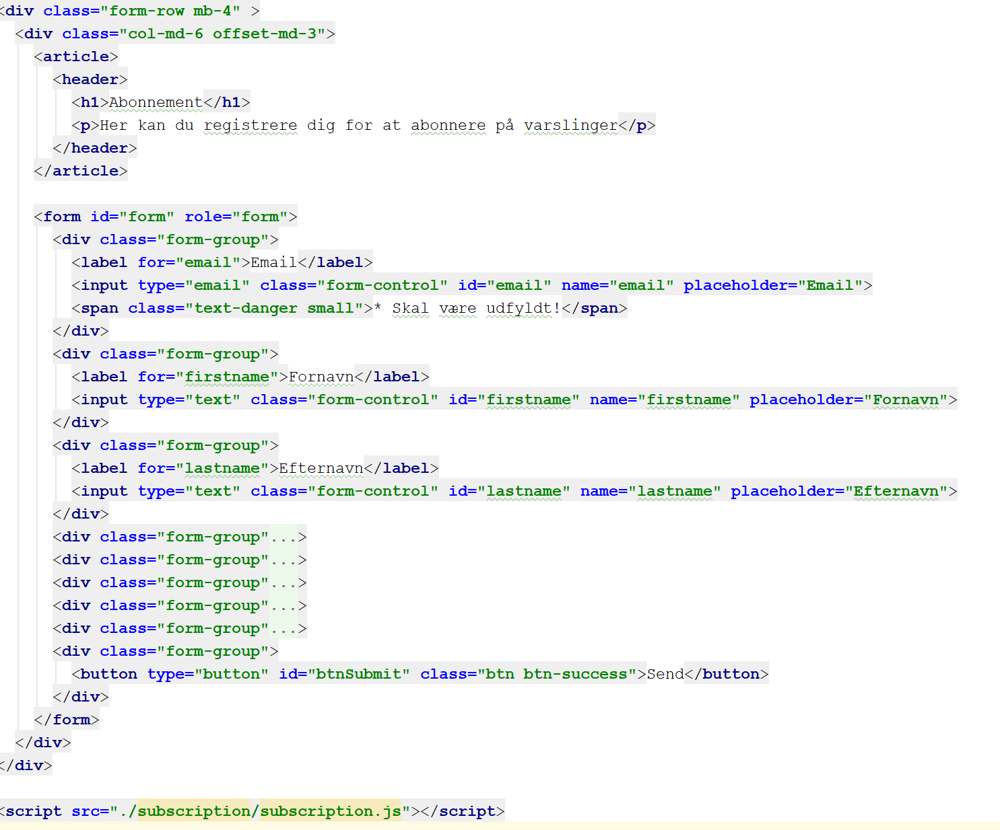 <div class="form-row mb-4" >
<div class="col-md-6 offset-md-3">
<article>
<header>
<h1>Abonnement</h1>
<p>Her kan du registrere dig for at abonnere på varslinger</p>
</header>
</article>
<form id="form" role="form">
<div class="form-group">
<label for="email">Email</label>
<input type="email" class="form-control" id="email" name="email" placeholder="Email">
<span class="text-danger small">* Skal være udfyldt!</span>
</div>
<div class="form-group">
<label for="firstname">Fornavn</label>
<input type="text" class="form-control" id="firstname" name="firstname" placeholder="Fornavn">
</div>
<div class="form-group">
<label for="lastname">Efternavn</label>
<input type="text" class="form-control" id="lastname" name="lastname" placeholder="Efternavn">
</div>
<div class="form-group"...>
<div class="form-group"...>
<div class="form-group"...>
<div class="form-group"...>
<div class="form-group"...>
<div class="form-group">
<button type="button" id="btnSubmit" class="btn btn-success">Send</button>
</div>
</form>
</div>
</div>
<script src="./subscription/subscription.js"></script>